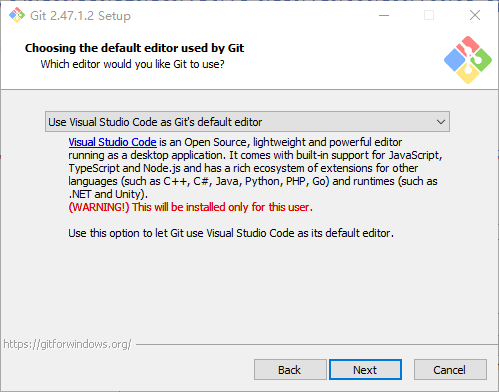 Git 2.47.1.2 Setup
Choosing the default editor used by Git
Which editor would you like Git to use?
Use Visual Studio Code as Git's default editor
Visual Studio Code is an Open Source, lightweight and powerful editor
running as a desktop application. It comes with built-in support for JavaScript,
TypeScript and Node.js and has a rich ecosystem of extensions for other
languages (such as C++, C#, Java, Python, PHP, Go) and runtimes (such as
.NET and Unity).
(WARNING!) This will be installed only for this user.
Use this option to let Git use Visual Studio Code as its default editor.
https://gitforwindows.org/
Back Next Cancel